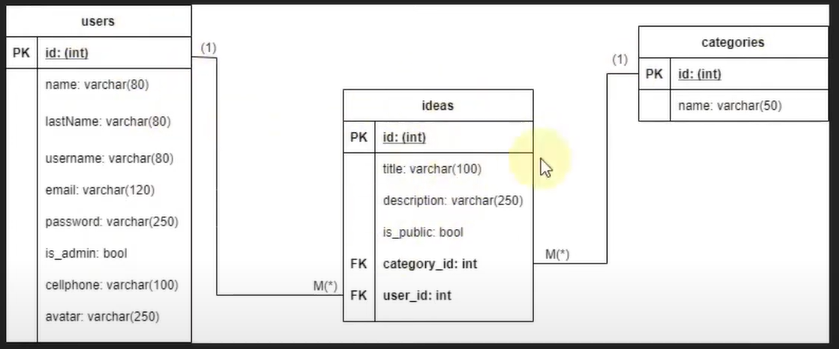 users
PK id: (int)
name: varchar(80)
lastName: varchar(80)
username: varchar(80)
email: varchar(120)
password: varchar(250)
is_admin: bool
cellphone: varchar(100)
avatar: varchar(250)
(1)
M(*)
ideas
PK id: (int)
title: varchar(100)
description: varchar(250)
is_public: bool
FK category_id: int
FK user_id: int
M(*)
(1)
categories
PK id: (int)
name: varchar(50)